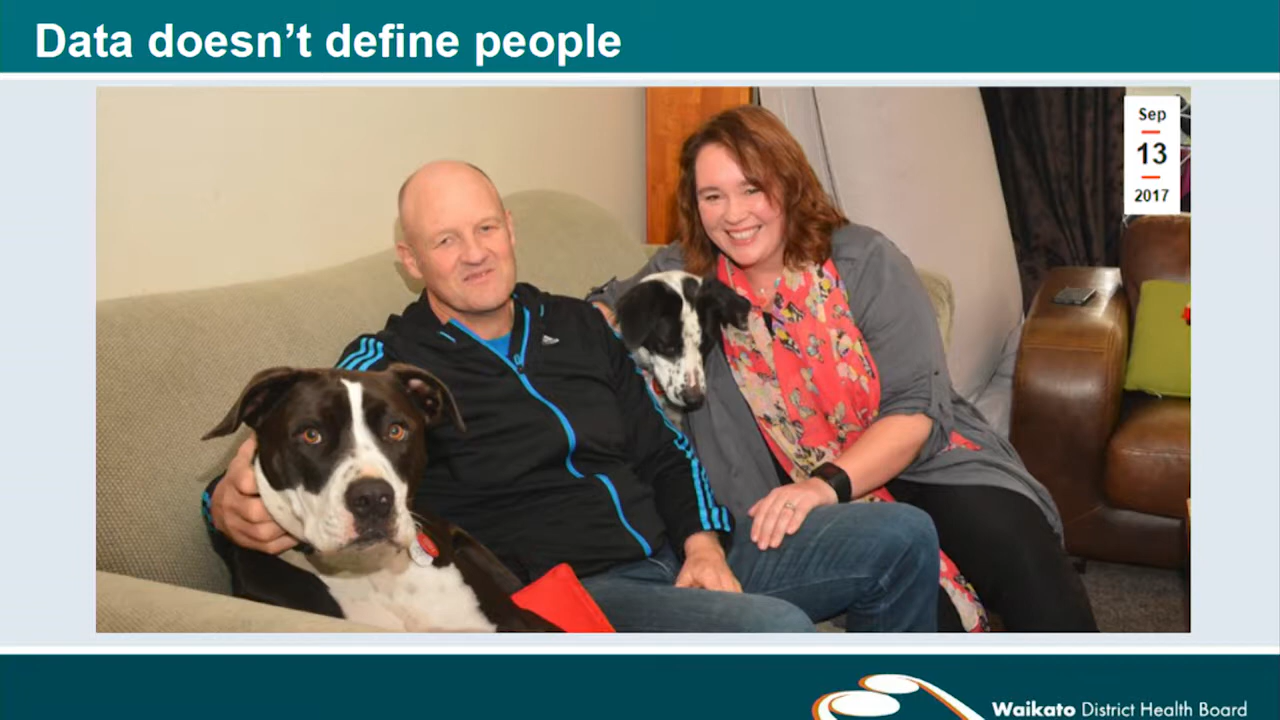 Data doesn’t define people
Sep
13
2017
Waikato District Health Board